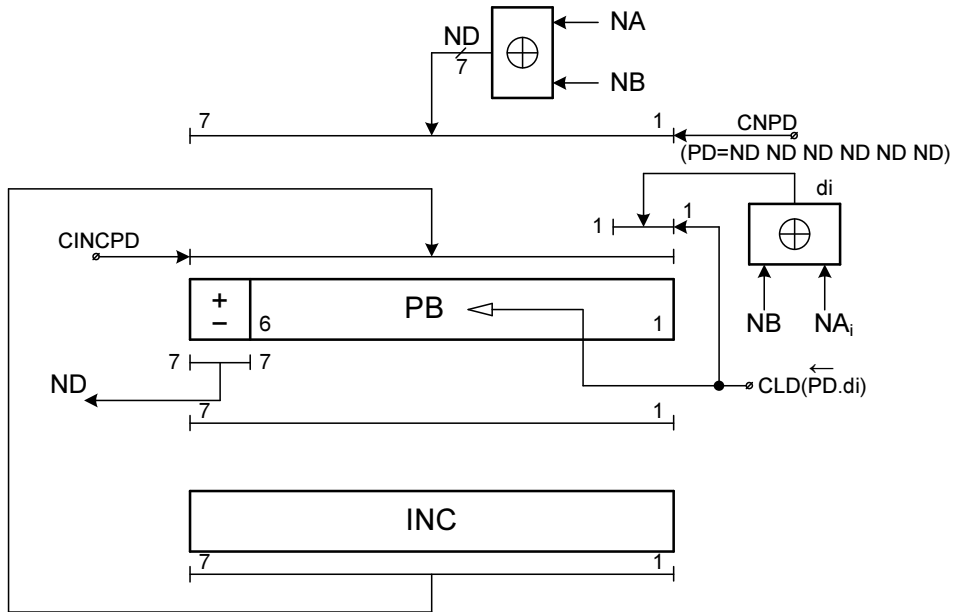 NA
ND
7
⊕
NB
7
1
CNPD
(PD=ND ND ND ND ND ND)
di
1
1
CINCPD
⊕
+
−
6
PB
1
NB
NAi
7
7
ND
CLD(PD.di)
7
1
INC
7
1